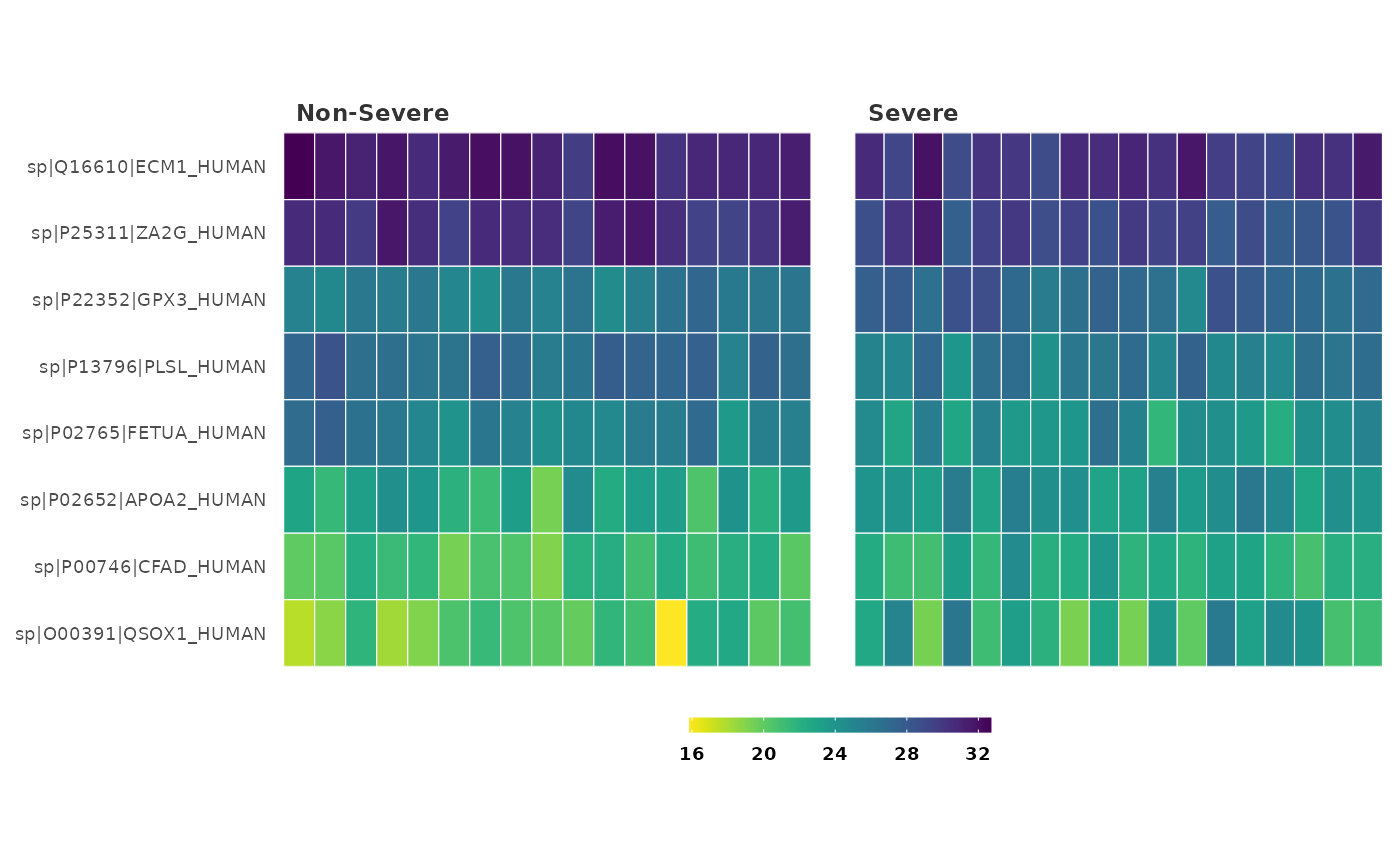 Non-Severe Severe
sp|Q16610|ECM1_HUMAN
sp|P25311|ZA2G_HUMAN
sp|P22352|GPX3_HUMAN
sp|P13796|PLSL_HUMAN
sp|P02765|FETUA_HUMAN
sp|P02652|APOA2_HUMAN
sp|P00746|CFAD_HUMAN
sp|O00391|QSOX1_HUMAN
16 20 24 28 32